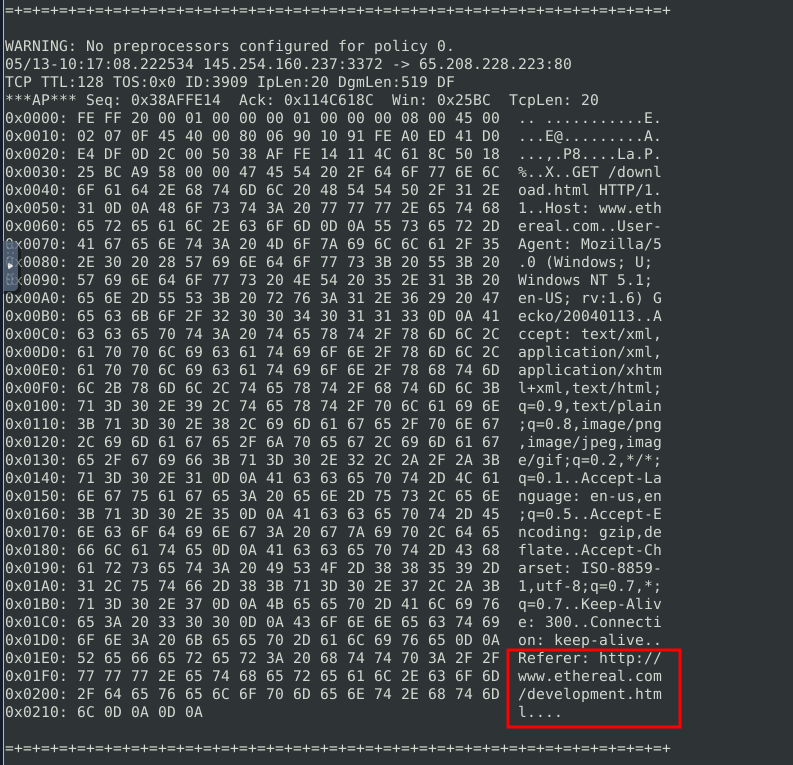 =+=+=+=+=+=+=+=+=+=+=+=+=+=+=+=+=+=+=+=+=+=+=+=+=+=+=+=+=+=+=+=+=+=+=+=+=+
WARNING: No preprocessors configured for policy 0.
05/13-10:17:08.222534 145.254.160.237:3372 -> 65.208.228.223:80
TCP TTL:128 TOS:0x0 ID:3909 IpLen:20 DgmLen:519 DF
***AP*** Seq: 0x38AFFE14  Ack: 0x114C618C  Win: 0x25BC  TcpLen: 20
0x0000: FE FF 20 00 01 00 00 00 01 00 00 00 08 00 45 00  .. ...........E.
0x0010: 02 07 0F 45 40 00 80 06 90 10 91 FE A0 ED 41 D0  ...E@.........A.
0x0020: E4 DF 0D 2C 00 50 38 AF FE 14 11 4C 61 8C 50 18  ...,.P8....La.P.
0x0030: 25 BC A9 58 00 00 47 45 54 20 2F 64 6F 77 6E 6C  %..X..GET /downl
0x0040: 6F 61 64 2E 68 74 6D 6C 20 48 54 54 50 2F 31 2E  oad.html HTTP/1.
0x0050: 31 0D 0A 48 6F 73 74 3A 20 77 77 77 2E 65 74 68  1..Host: www.eth
0x0060: 65 72 65 61 6C 2E 63 6F 6D 0D 0A 55 73 65 72 2D  ereal.com..User-
0x0070: 41 67 65 6E 74 3A 20 4D 6F 7A 69 6C 6C 61 2F 35  Agent: Mozilla/5
0x0080: 2E 30 20 28 57 69 6E 64 6F 77 73 3B 20 55 3B 20  .0 (Windows; U;
0x0090: 57 69 6E 64 6F 77 73 20 4E 54 20 35 2E 31 3B 20  Windows NT 5.1;
0x00A0: 65 6E 2D 55 53 3B 20 72 76 3A 31 2E 36 29 20 47  en-US; rv:1.6) G
0x00B0: 65 63 6B 6F 2F 32 30 30 34 30 31 31 33 0D 0A 41  ecko/20040113..A
0x00C0: 63 63 65 70 74 3A 20 74 65 78 74 2F 78 6D 6C 2C  ccept: text/xml,
0x00D0: 61 70 70 6C 69 63 61 74 69 6F 6E 2F 78 6D 6C 2C  application/xml,
0x00E0: 61 70 70 6C 69 63 61 74 69 6F 6E 2F 78 68 74 6D  application/xhtm
0x00F0: 6C 2B 78 6D 6C 2C 74 65 78 74 2F 68 74 6D 6C 3B  l+xml,text/html;
0x0100: 71 3D 30 2E 39 2C 74 65 78 74 2F 70 6C 61 69 6E  q=0.9,text/plain
0x0110: 3B 71 3D 30 2E 38 2C 69 6D 61 67 65 2F 70 6E 67  ;q=0.8,image/png
0x0120: 2C 69 6D 61 67 65 2F 6A 70 65 67 2C 69 6D 61 67  ,image/jpeg,imag
0x0130: 65 2F 67 69 66 3B 71 3D 30 2E 32 2C 2A 2F 2A 3B  e/gif;q=0.2,*/*;
0x0140: 71 3D 30 2E 31 0D 0A 41 63 63 65 70 74 2D 4C 61  q=0.1..Accept-La
0x0150: 6E 67 75 61 67 65 3A 20 65 6E 2D 75 73 2C 65 6E  nguage: en-us,en
0x0160: 3B 71 3D 30 2E 35 0D 0A 41 63 63 65 70 74 2D 45  ;q=0.5..Accept-E
0x0170: 6E 63 6F 64 69 6E 67 3A 20 67 7A 69 70 2C 64 65  ncoding: gzip,de
0x0180: 66 6C 61 74 65 0D 0A 41 63 63 65 70 74 2D 43 68  flate..Accept-Ch
0x0190: 61 72 73 65 74 3A 20 49 53 4F 2D 38 38 35 39 2D  arset: ISO-8859-
0x01A0: 31 2C 75 74 66 2D 38 3B 71 3D 30 2E 37 2C 2A 3B  1,utf-8;q=0.7,*;
0x01B0: 71 3D 30 2E 37 0D 0A 4B 65 65 70 2D 41 6C 69 76  q=0.7..Keep-Aliv
0x01C0: 65 3A 20 33 30 30 0D 0A 43 6F 6E 6E 65 63 74 69  e: 300..Connecti
0x01D0: 6F 6E 3A 20 6B 65 65 70 2D 61 6C 69 76 65 0D 0A  on: keep-alive..
0x01E0: 52 65 66 65 72 65 72 3A 20 68 74 74 70 3A 2F 2F  Referer: http://
0x01F0: 77 77 77 2E 65 74 68 65 72 65 61 6C 2E 63 6F 6D  www.ethereal.com
0x0200: 2F 64 65 76 65 6C 6F 70 6D 65 6E 74 2E 68 74 6D  /development.htm
0x0210: 6C 0D 0A 0D 0A  l....
=+=+=+=+=+=+=+=+=+=+=+=+=+=+=+=+=+=+=+=+=+=+=+=+=+=+=+=+=+=+=+=+=+=+=+=+=+